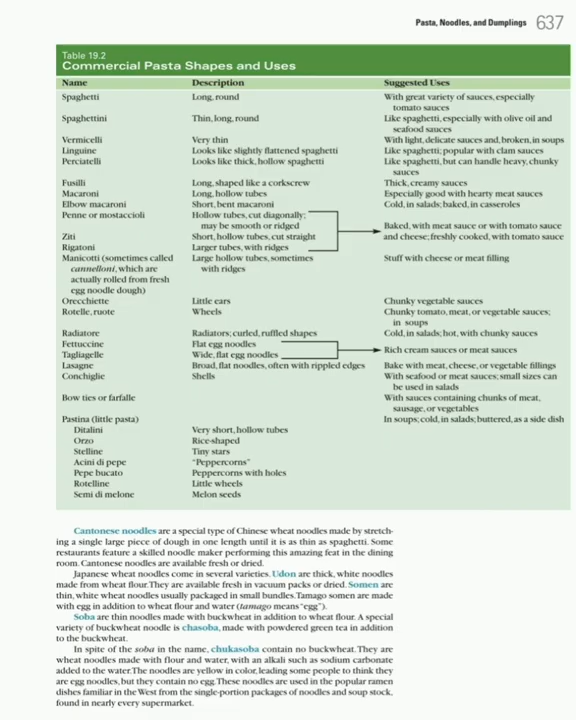 Pasta, Noodles, and Dumplings 637
Table 19.2
Commercial Pasta Shapes and Uses
Name Description Suggested Uses
Spaghetti Long, round With great variety of sauces, especially
tomato sauces
Spaghettini Thin, long, round Like spaghetti, especially with olive oil and
seafood sauces
Vermicelli Very thin With light, delicate sauces and, broken, in soups
Linguine Looks like slightly flattened spaghetti Like spaghetti; popular with clam sauces
Perciatelli Looks like thick, hollow spaghetti Like spaghetti, but can handle heavy, chunky
sauces
Fusilli Long, shaped like a corkscrew Thick, creamy sauces
Macaroni Long, hollow tubes Especially good with hearty meat sauces
Elbow macaroni Short, bent macaroni Cold, in salads; baked, in casseroles
Penne or mostaccioli Hollow tubes, cut diagonally;
may be smooth or ridged Baked, with meat sauce or with tomato sauce
Ziti Short, hollow tubes, cut straight and cheese; freshly cooked, with tomato sauce
Rigatoni Larger tubes, with ridges
Manicotti (sometimes called Large hollow tubes, sometimes Stuff with cheese or meat filling
cannelloni, which are with ridges
actually rolled from fresh
egg noodle dough)
Orecchiette Little ears Chunky vegetable sauces
Rotelle, ruote Wheels Chunky tomato, meat, or vegetable sauces;
in soups
Radiatore Radiators; curled, ruffled shapes Cold, in salads; hot, with chunky sauces
Fettuccine Flat egg noodles
Rich cream sauces or meat sauces
Tagliagelle Wide, flat egg noodles
Lasagne Broad, flat noodles, often with rippled edges Bake with meat, cheese, or vegetable fillings
Conchiglie Shells With seafood or meat sauces; small sizes can
be used in salads
Bow ties or farfalle With sauces containing chunks of meat,
sausage, or vegetables
Pastina (little pasta) In soups; cold, in salads; buttered, as a side dish
Ditalini Very short, hollow tubes
Orzo Rice-shaped
Stelline Tiny stars
Acini di pepe "Peppercorns"
Pepe bucato Peppercorns with holes
Rotelline Little wheels
Semi di melone Melon seeds
Cantonese noodles are a special type of Chinese wheat noodles made by stretch-
ing a single large piece of dough in one length until it is as thin as spaghetti. Some
restaurants feature a skilled noodle maker performing this amazing feat in the dining
room. Cantonese noodles are available fresh or dried.
Japanese wheat noodles come in several varieties. Udon are thick, white noodles
made from wheat flour. They are available fresh in vacuum packs or dried. Somen are
thin, white wheat noodles usually packaged in small bundles. Tamago somen are made
with egg in addition to wheat flour and water (tamago means "egg").
Soba are thin noodles made with buckwheat in addition to wheat flour. A special
variety of buckwheat noodle is chasoba, made with powdered green tea in addition
to the buckwheat.
In spite of the soba in the name, chukasoba contain no buckwheat. They are
wheat noodles made with flour and water, with an alkali such as sodium carbonate
added to the water. The noodles are yellow in color, leading some people to think they
are egg noodles, but they contain no egg. These noodles are used in the popular ramen
dishes familiar in the West from the single-portion packages of noodles and soup stock,
found in nearly every supermarket.